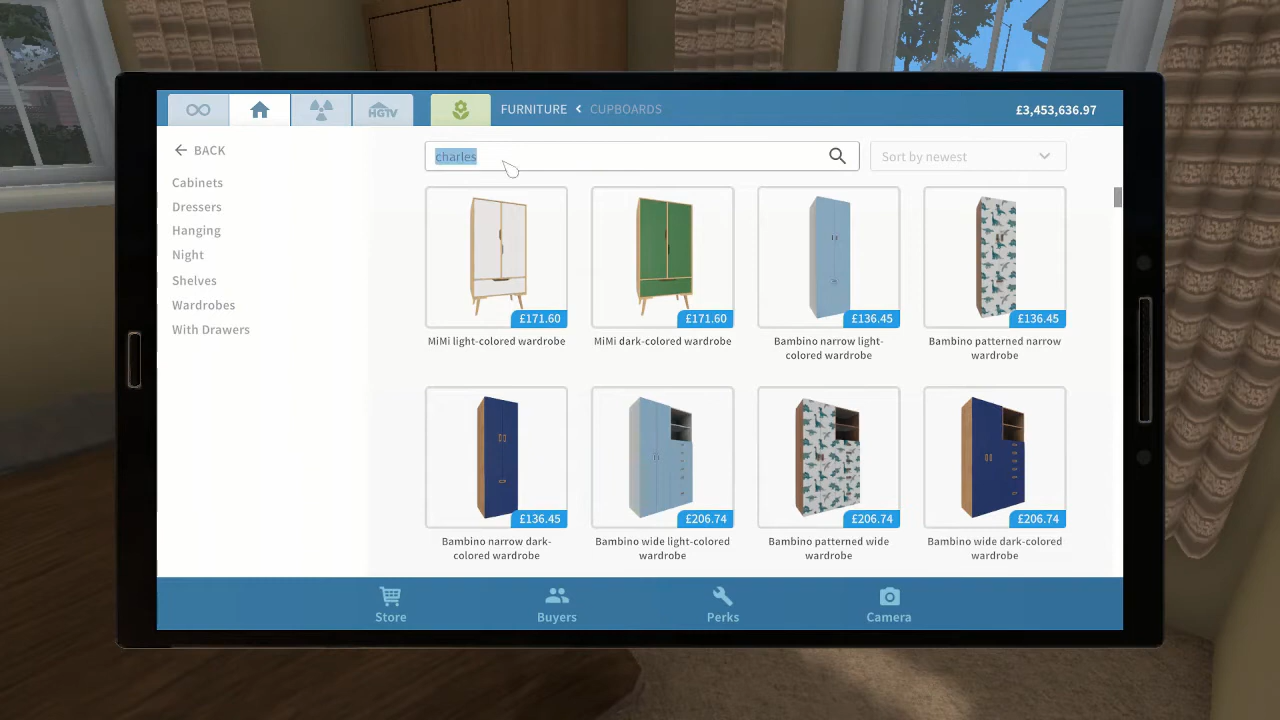 HGTV
FURNITURE < CUPBOARDS
£3,453,636.97
BACK
charles
Sort by newest
Cabinets
Dressers
Hanging
Night
Shelves
Wardrobes
With Drawers
£171.60
£171.60
£136.45
£136.45
MiMi light-colored wardrobe
MiMi dark-colored wardrobe
Bambino narrow light-
colored wardrobe
Bambino patterned narrow
wardrobe
£136.45
£206.74
£206.74
£206.74
Bambino narrow dark-
colored wardrobe
Bambino wide light-colored
wardrobe
Bambino patterned wide
wardrobe
Bambino wide dark-colored
wardrobe
Store
Buyers
Perks
Camera